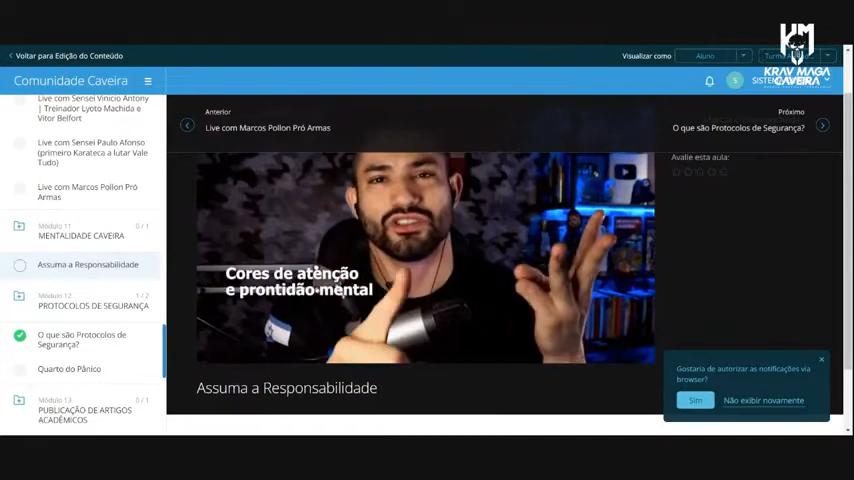 Voltar para Edição do Conteúdo
Visualizar como
Aluno
Turma
KM
KRAV MAGA
CAVEIRA
Comunidade Caveira
S
SISTEM
Live com Sensei Vinicio Antony
| Treinador Lyoto Machida e
Vitor Belfort
Live com Sensei Paulo Afonso
(primeiro Karateca a lutar Vale
Tudo)
Live com Marcos Pollon Pró
Armas
Módulo 11
0 / 1
MENTALIDADE CAVEIRA
Assuma a Responsabilidade
Módulo 12
1 / 2
PROTOCOLOS DE SEGURANÇA
O que são Protocolos de
Segurança?
Quarto do Pânico
Módulo 13
0 / 1
PUBLICAÇÃO DE ARTIGOS
ACADÊMICOS
Anterior
Live com Marcos Pollon Pró Armas
Próximo
O que são Protocolos de Segurança?
Avalie esta aula:
Cores de atenção
e prontidão mental
Assuma a Responsabilidade
Gostaria de autorizar as notificações via
browser?
Sim
Não exibir novamente